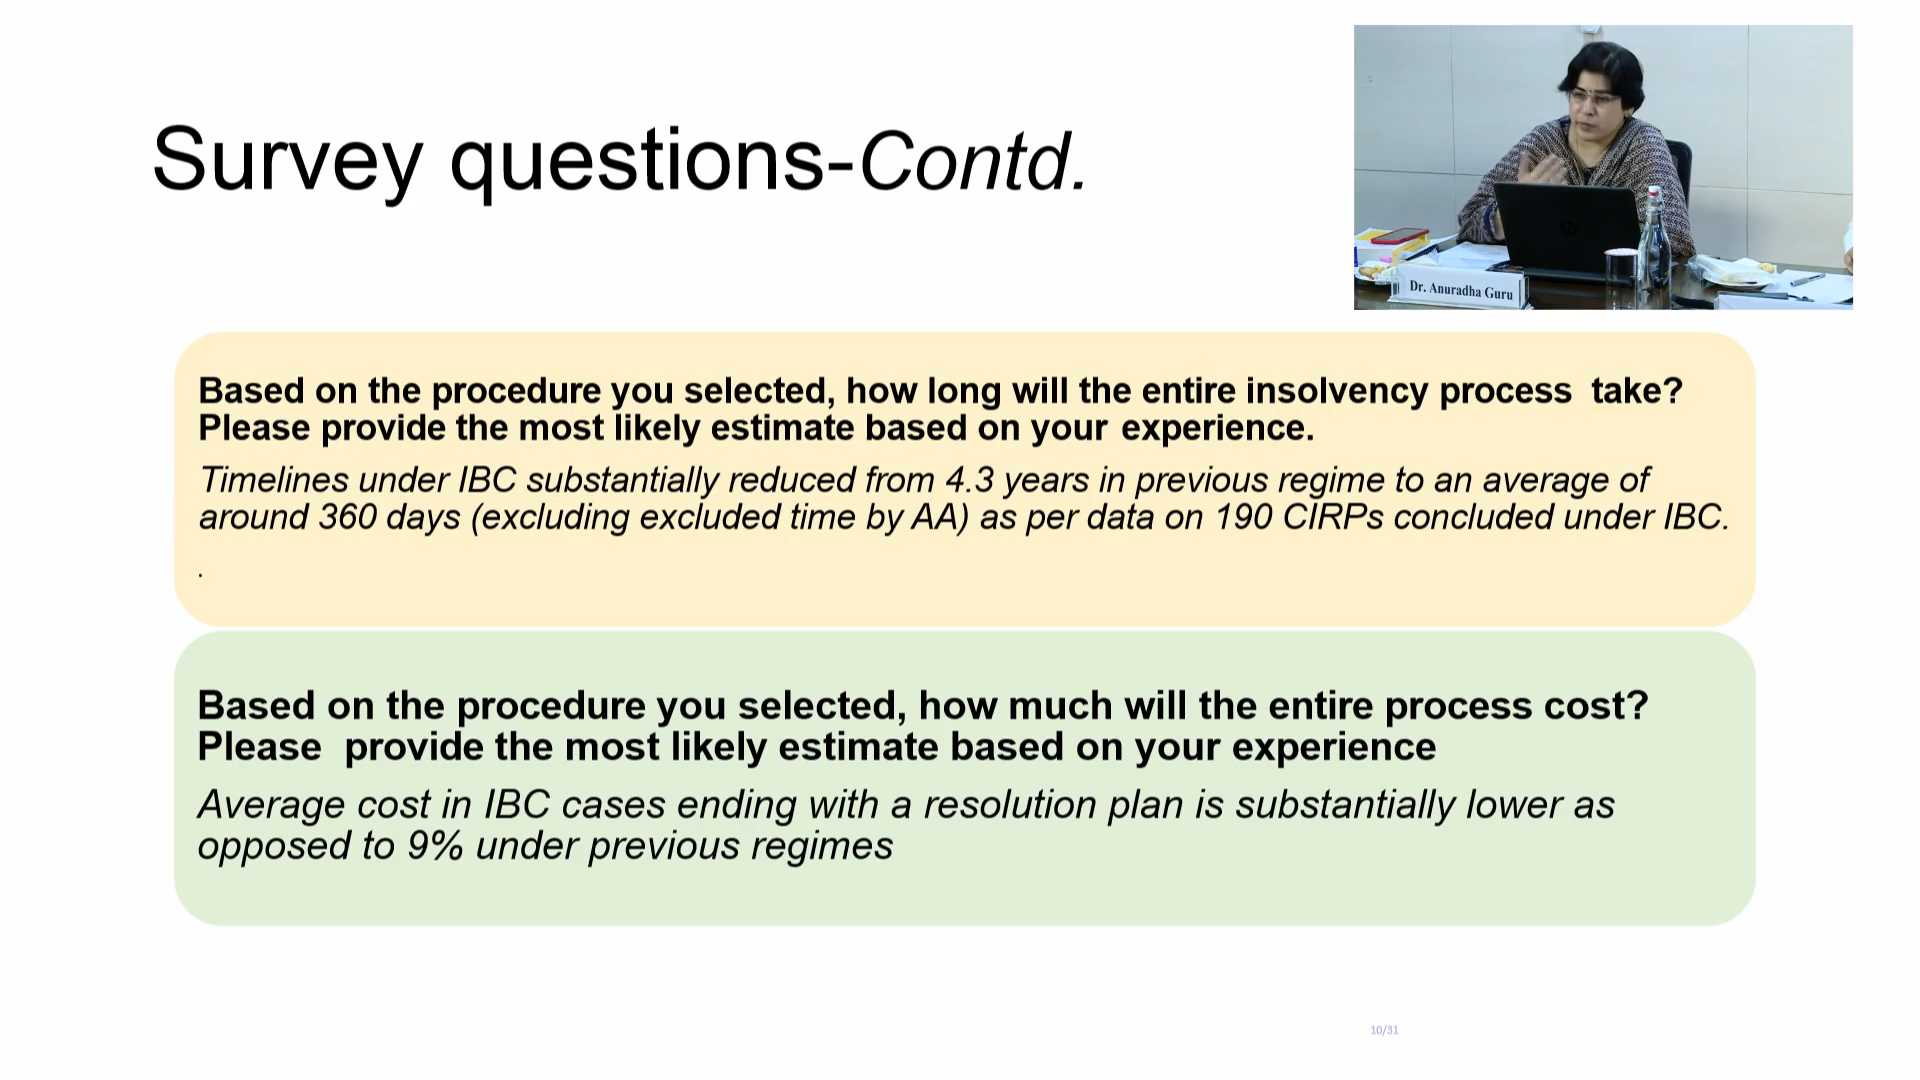 Survey questions-Contd.
Dr. Anuradha Guru
Based on the procedure you selected, how long will the entire insolvency process take?
Please provide the most likely estimate based on your experience.
Timelines under IBC substantially reduced from 4.3 years in previous regime to an average of
around 360 days (excluding excluded time by AA) as per data on 190 CIRPs concluded under IBC.
.
Based on the procedure you selected, how much will the entire process cost?
Please provide the most likely estimate based on your experience
Average cost in IBC cases ending with a resolution plan is substantially lower as
opposed to 9% under previous regimes
10/31